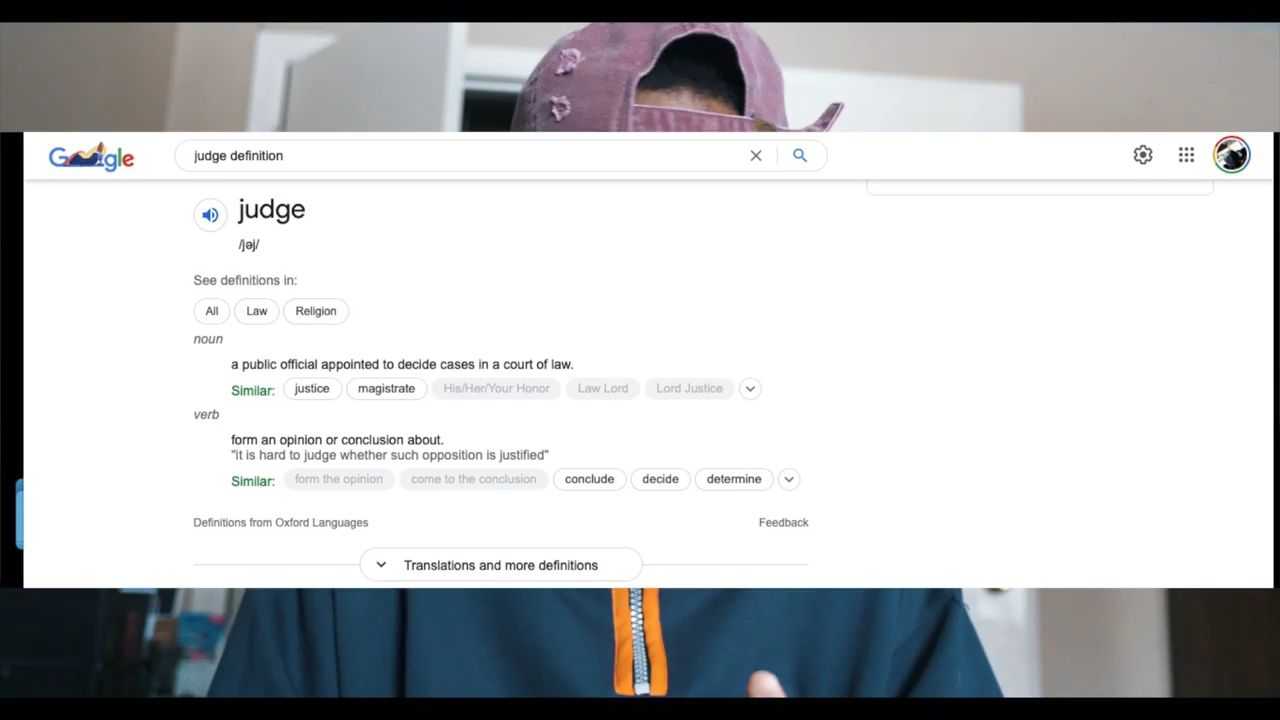 Google
judge definition
judge
/jəj/
See definitions in:
All Law Religion
noun
a public official appointed to decide cases in a court of law.
Similar: justice magistrate His/Her/Your Honor Law Lord Lord Justice
verb
form an opinion or conclusion about.
"it is hard to judge whether such opposition is justified"
Similar: form the opinion come to the conclusion conclude decide determine
Definitions from Oxford Languages Feedback
Translations and more definitions